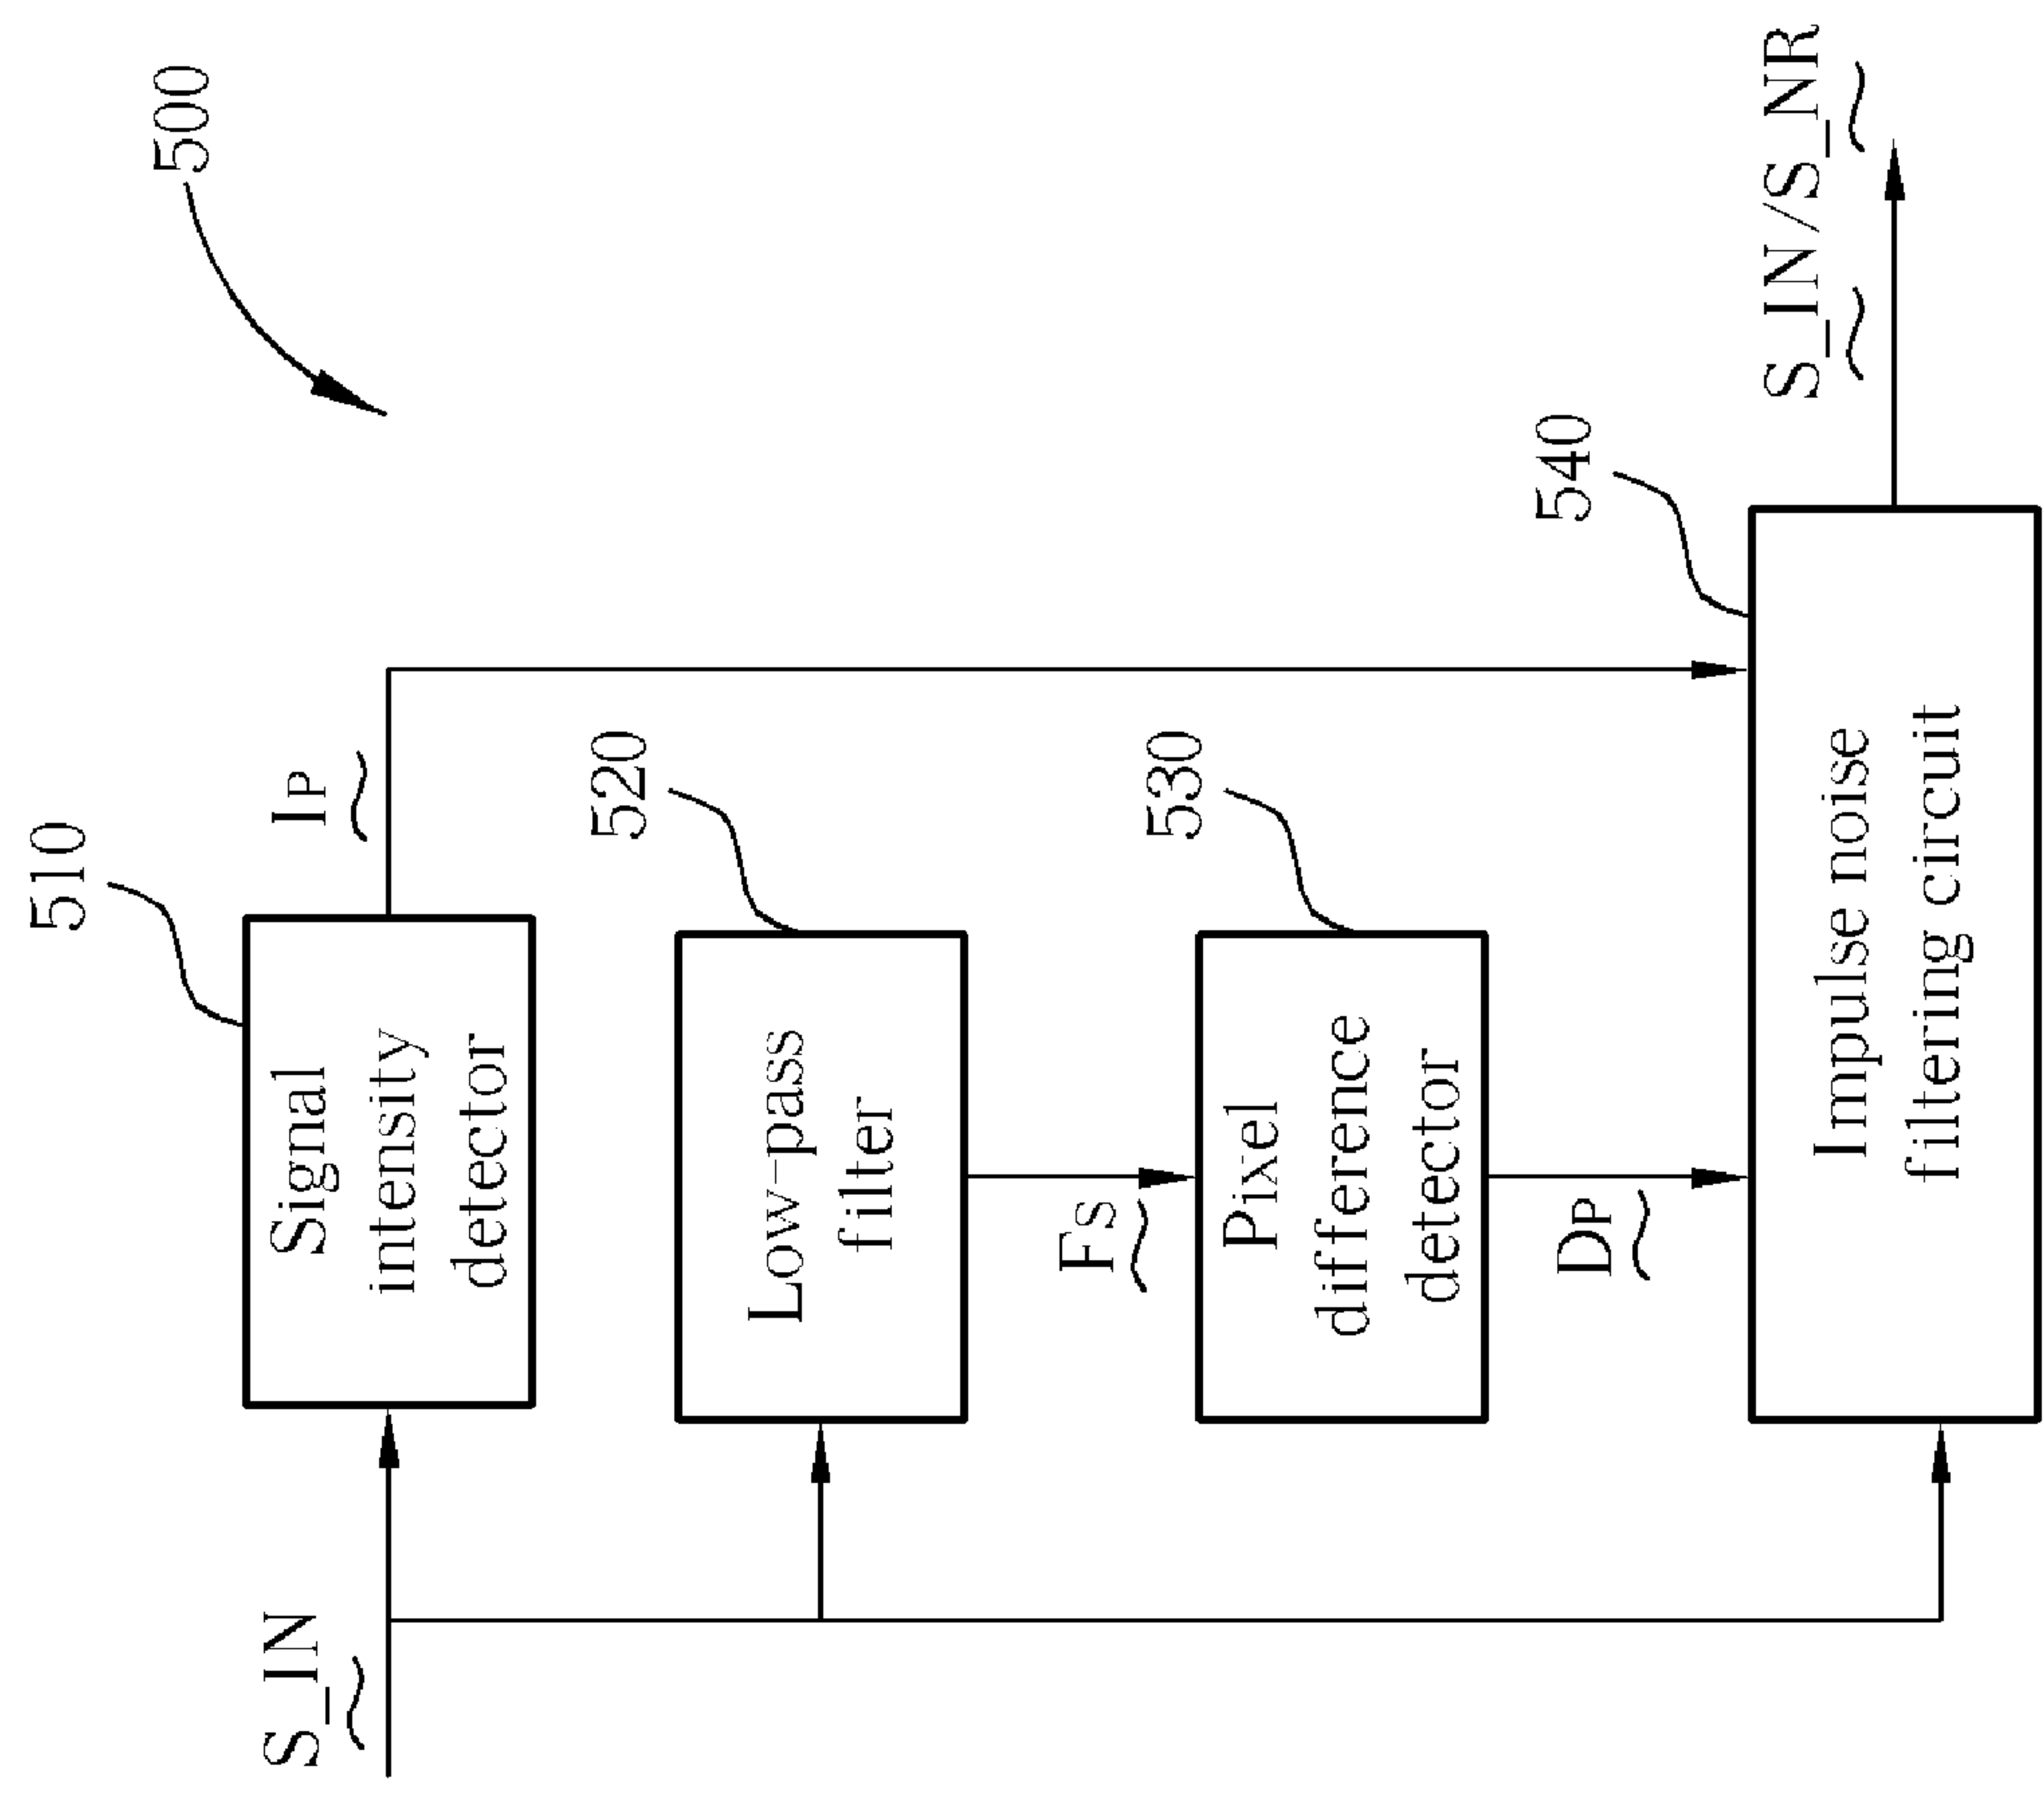 500
510
S_IN
Signal
intensity
detector
IP
520
Low-pass
filter
FS
530
Pixel
difference
detector
DP
540
Impulse noise
filtering circuit
S_IN/S_NR